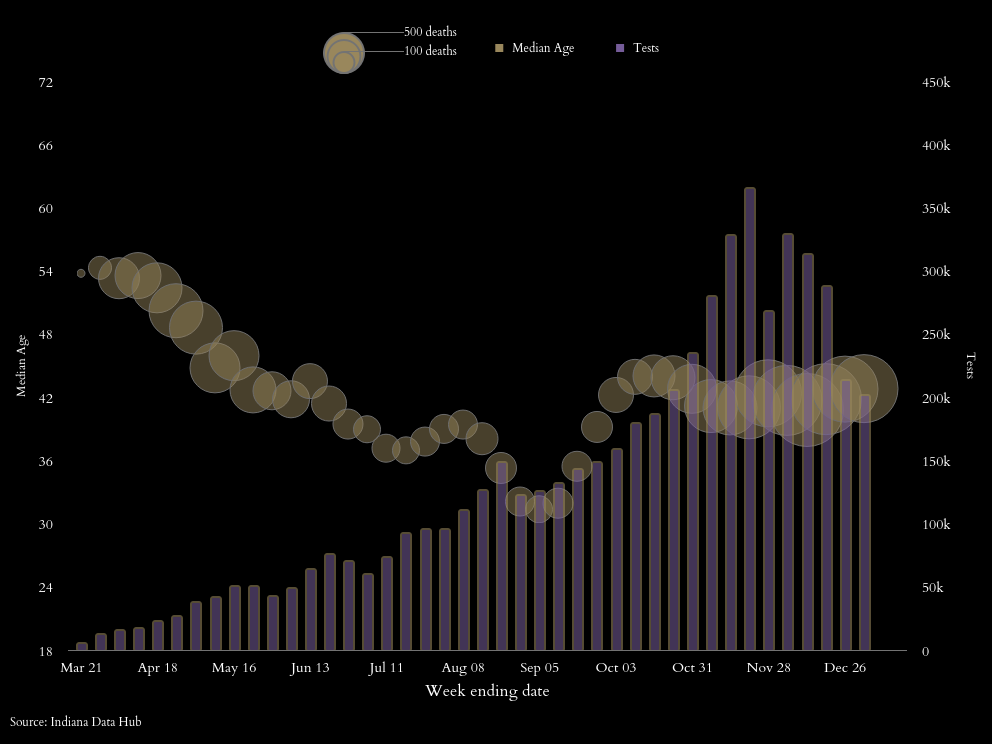 500 deaths
100 deaths
Median Age
Tests
72
450k
66
400k
60
350k
54
300k
48
250k
42
200k
36
150k
30
100k
24
50k
18
0
Median Age
Tests
Mar 21 Apr 18 May 16 Jun 13 Jul 11 Aug 08 Sep 05 Oct 03 Oct 31 Nov 28 Dec 26
Week ending date
Source: Indiana Data Hub